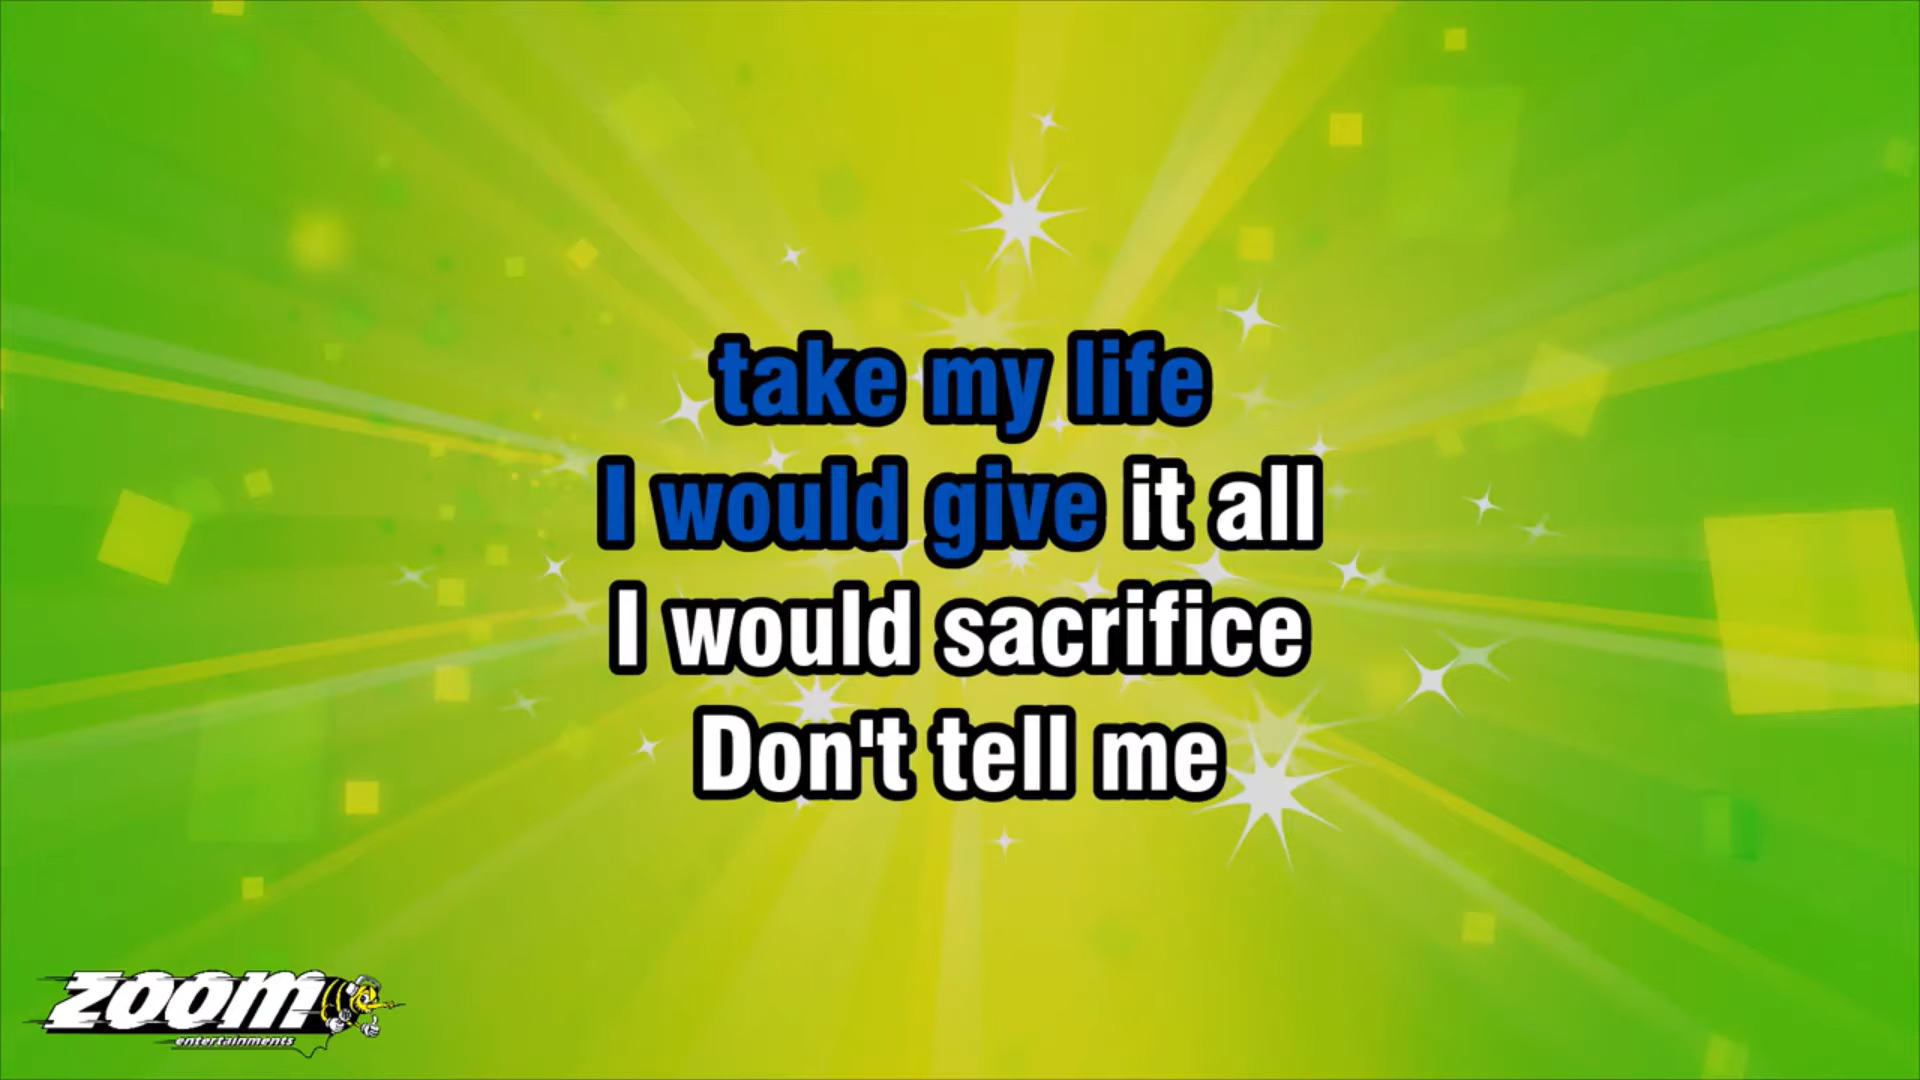 take my life
I would give it all
I would sacrifice
Don't tell me
zoom
entertainments